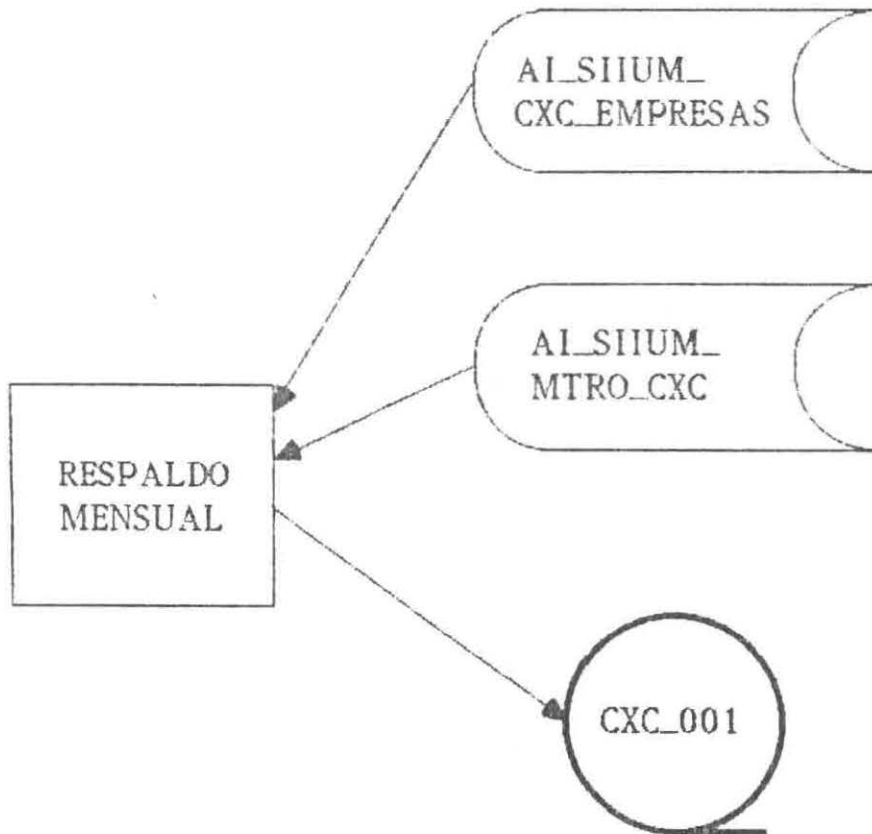 AI_SIIUM_
CXC_EMPRESAS
AI_SIIUM_
MTRO_CXC
RESPALDO
MENSUAL
CXC_001